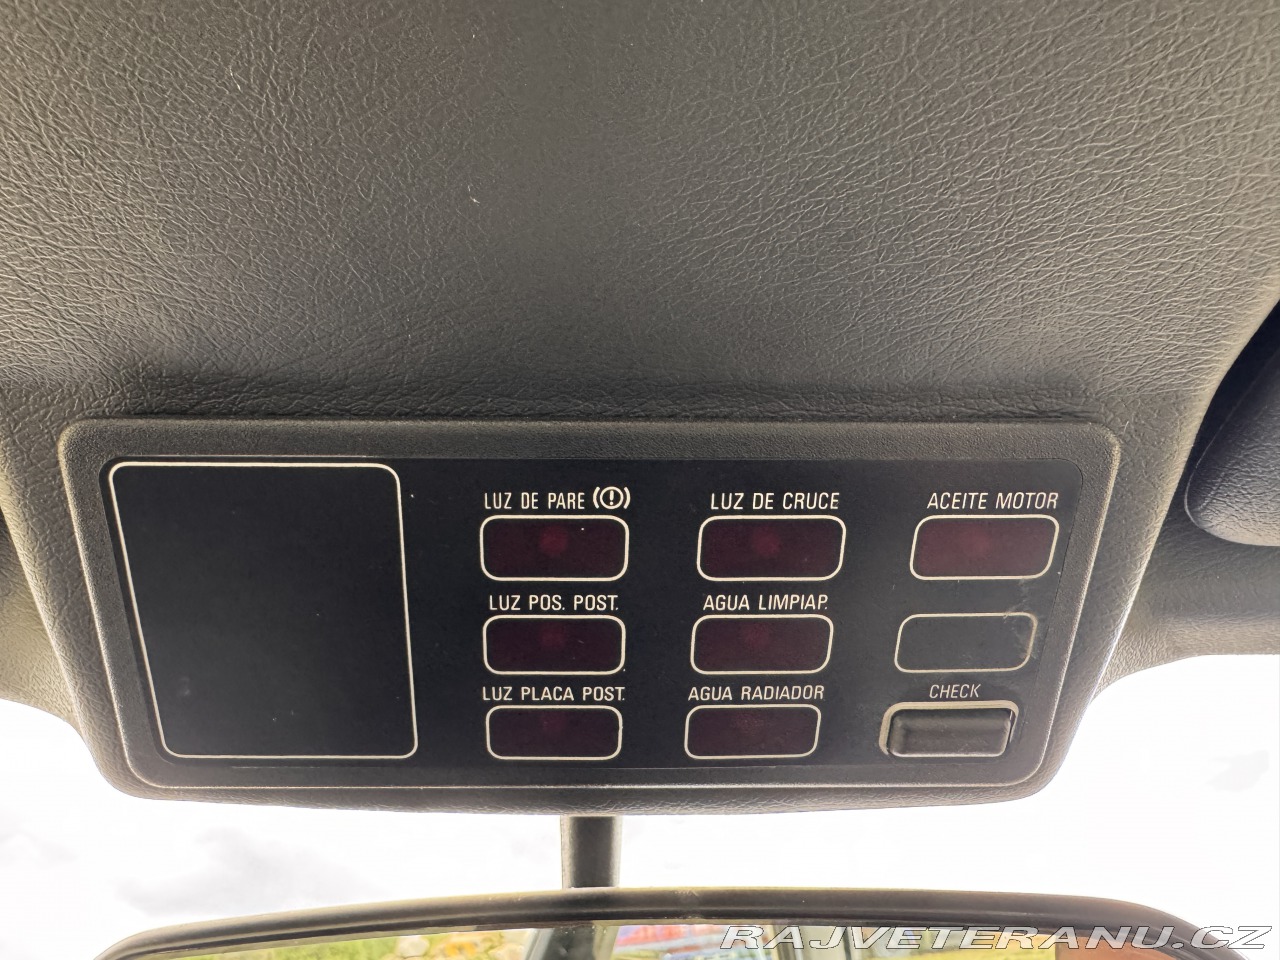 LUZ DE PARE
LUZ DE CRUCE
ACEITE MOTOR
LUZ POS. POST.
AGUA LIMPIAP.
LUZ PLACA POST.
AGUA RADIADOR
CHECK
RAJVETERANU.CZ